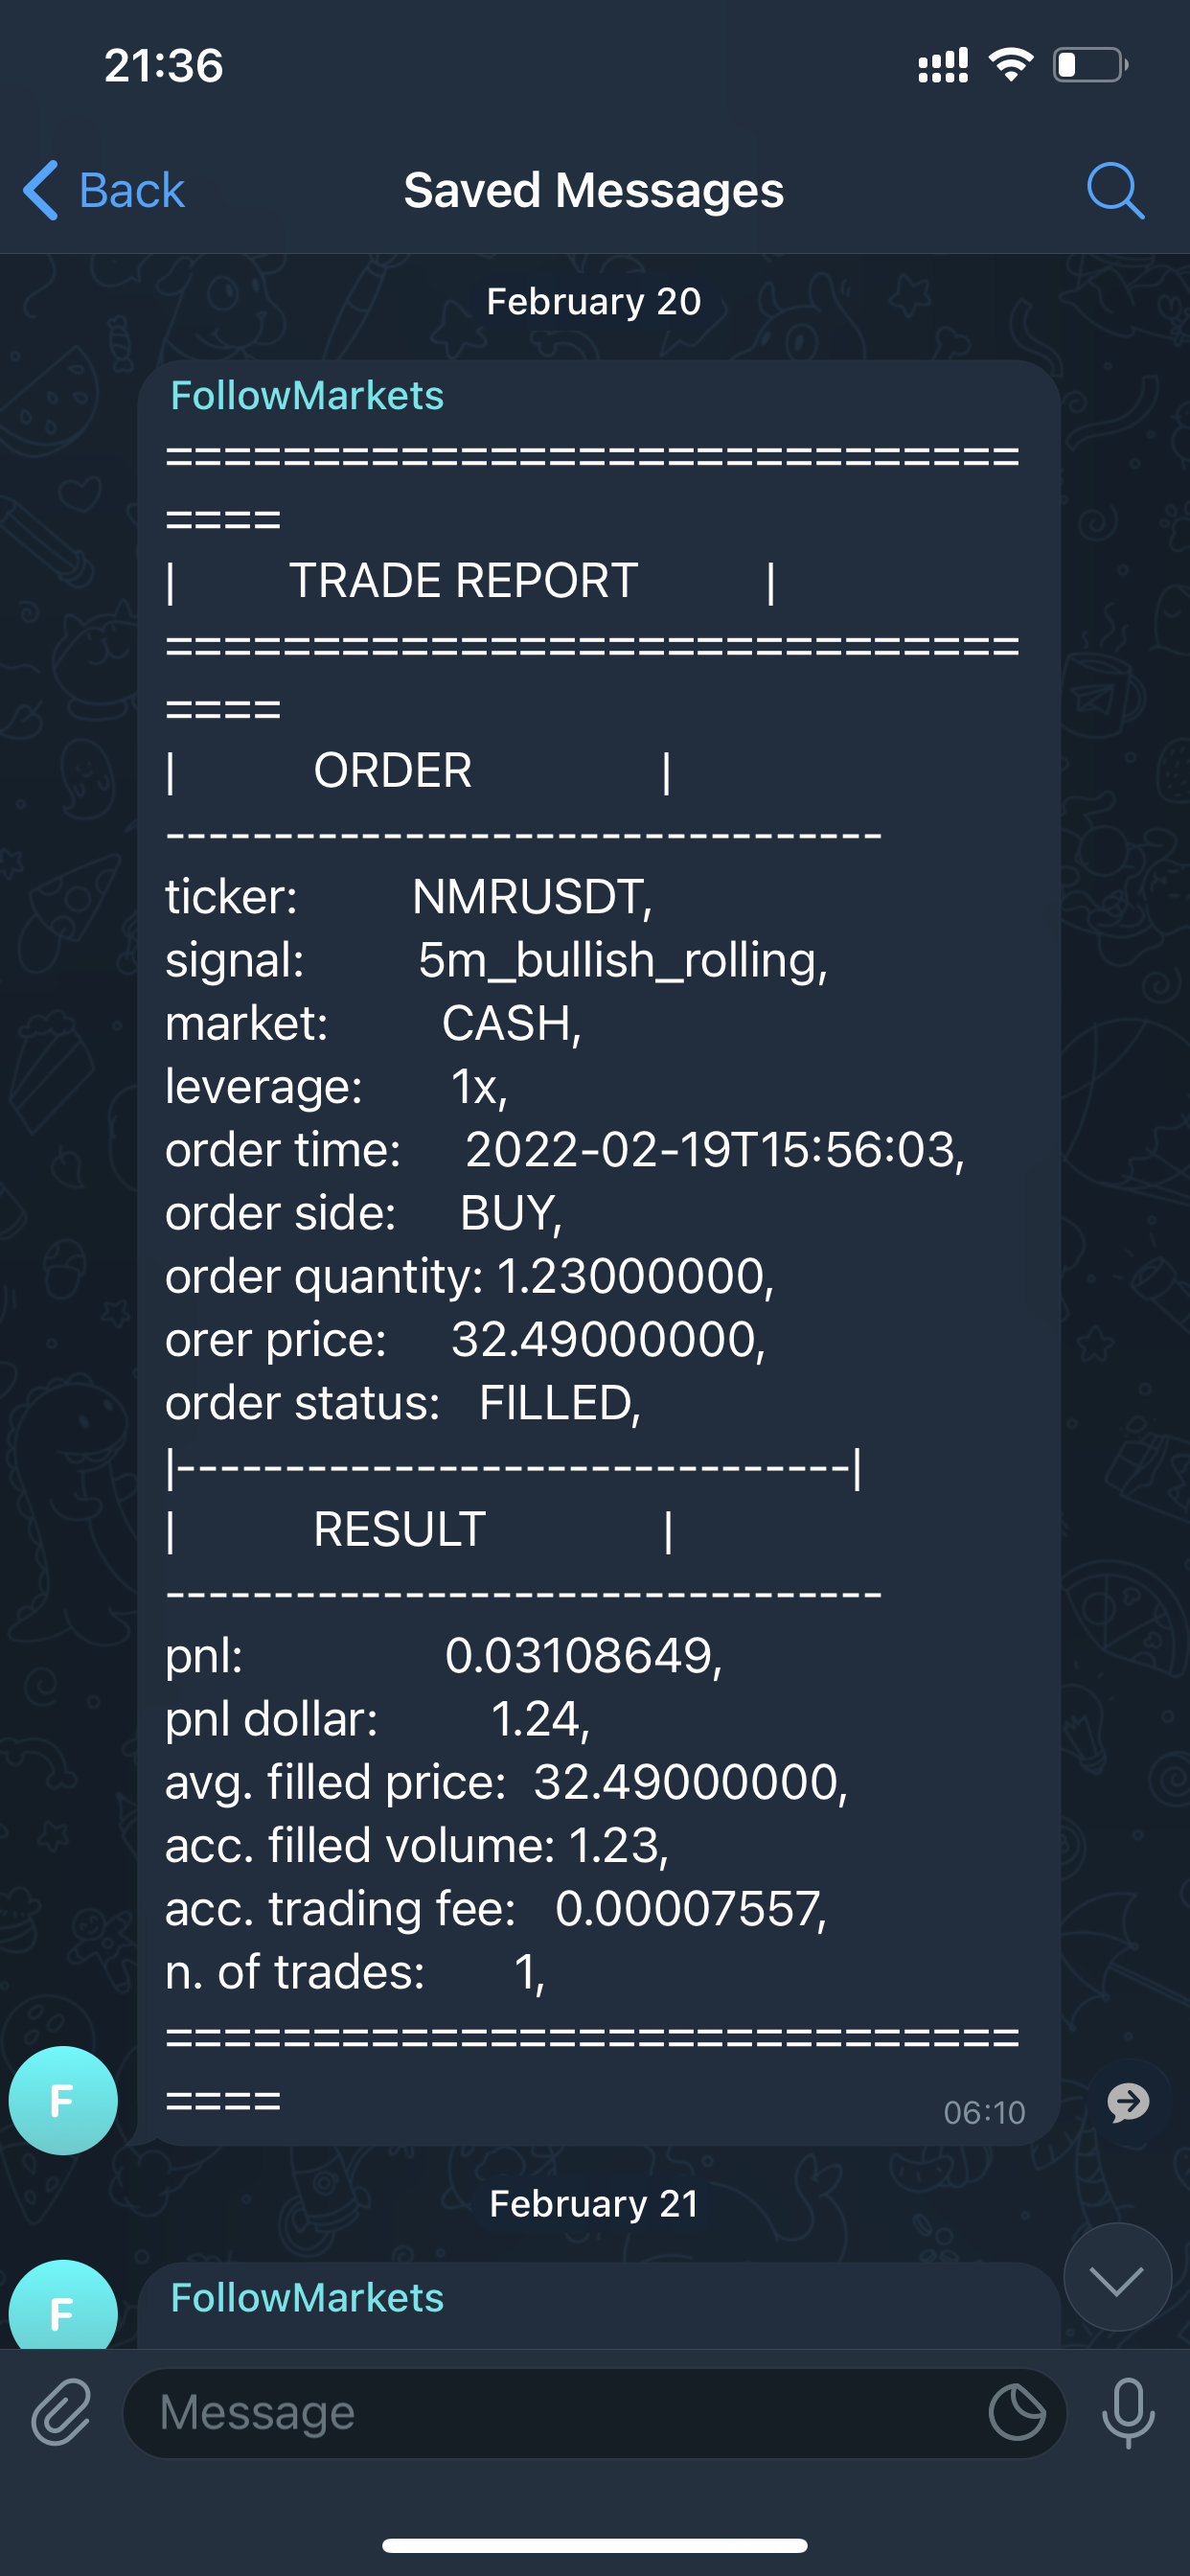 21:36
Back
Saved Messages
February 20
FollowMarkets
=============================
====
| TRADE REPORT |
=============================
====
| ORDER |
---------------------------------
ticker: NMRUSDT,
signal: 5m_bullish_rolling,
market: CASH,
leverage: 1x,
order time: 2022-02-19T15:56:03,
order side: BUY,
order quantity: 1.23000000,
orer price: 32.49000000,
order status: FILLED,
|-------------------------------|
| RESULT |
---------------------------------
pnl: 0.03108649,
pnl dollar: 1.24,
avg. filled price: 32.49000000,
acc. filled volume: 1.23,
acc. trading fee: 0.00007557,
n. of trades: 1,
=============================
====
06:10
F
February 21
FollowMarkets
F
Message